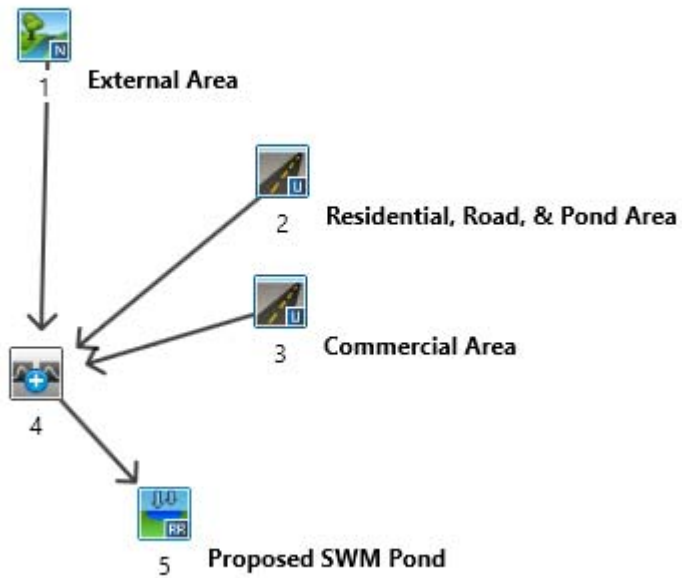 N
1 External Area
U
2 Residential, Road, & Pond Area
U
3 Commercial Area
4
RR
5 Proposed SWM Pond